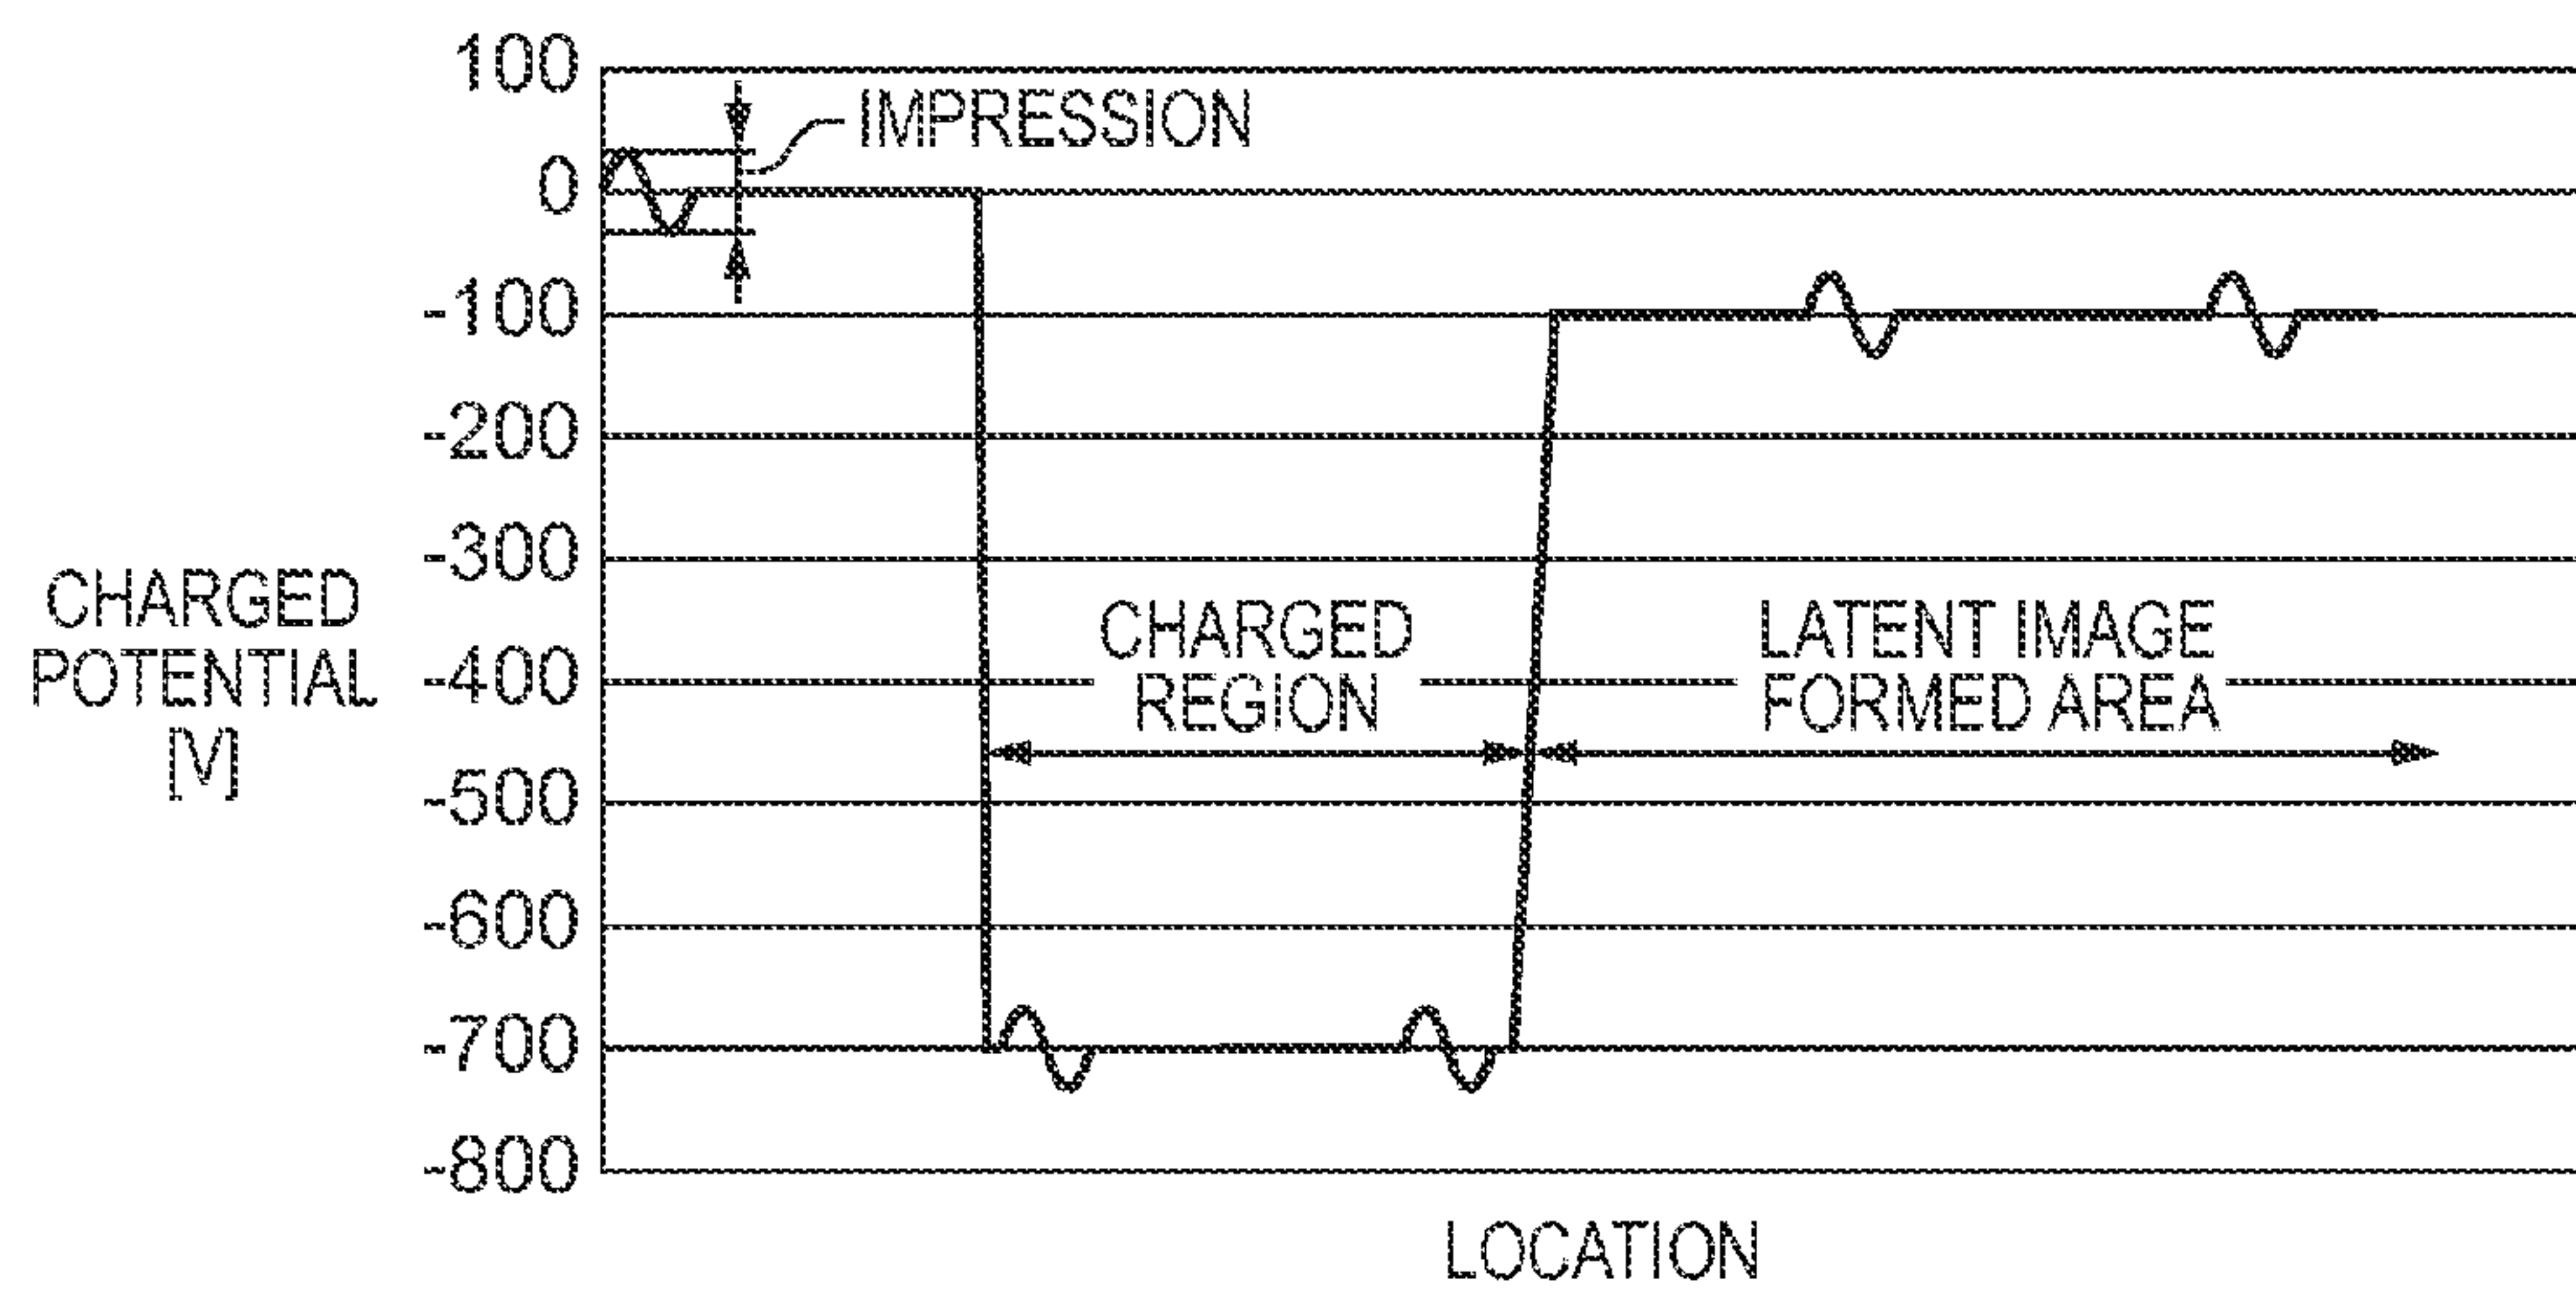 100
IMPRESSION
0
-100
-200
-300
CHARGED
POTENTIAL
[V]
CHARGED
REGION
LATENT IMAGE
FORMED AREA
-400
-500
-600
-700
-800
LOCATION